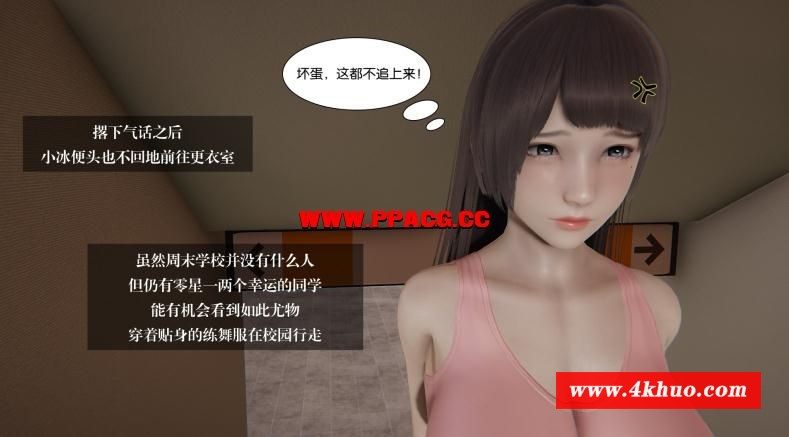 坏蛋，这都不追上来！
撂下气话之后
小冰便头也不回地前往更衣室
WWW.PPACG.CC
虽然周末学校并没有什么人
但仍有零星一两个幸运的同学
能有机会看到如此尤物
穿着贴身的练舞服在校园行走
www.4khuo.com